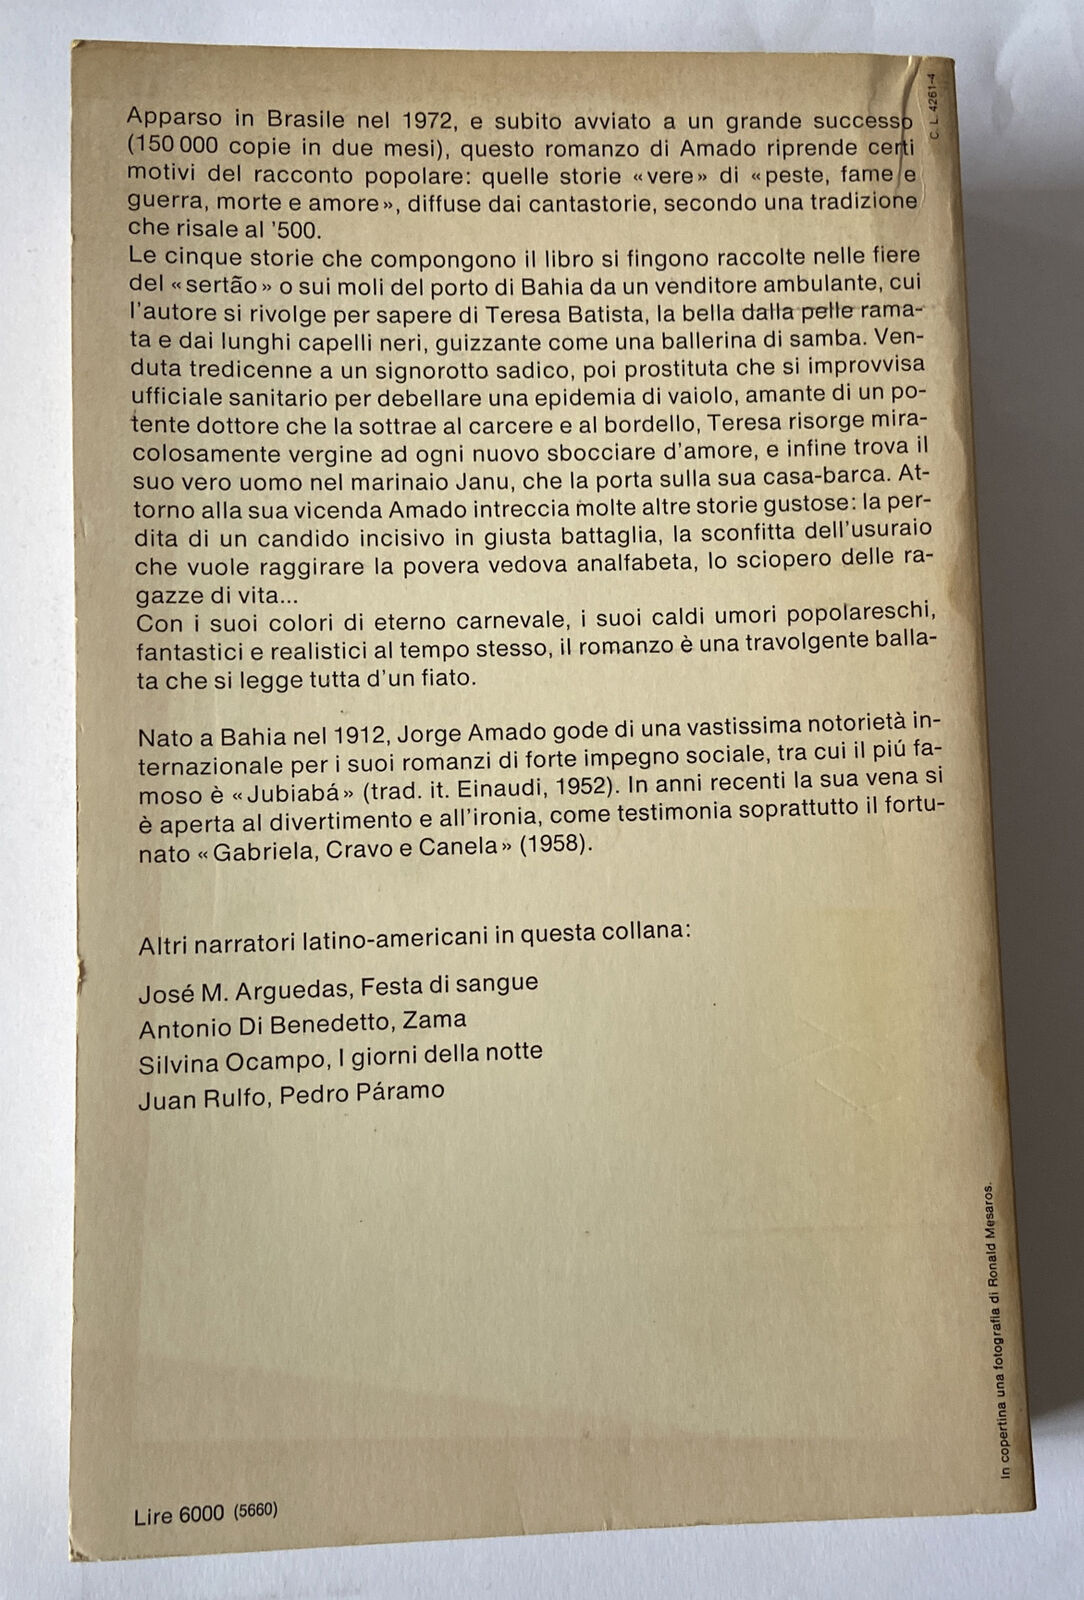 Apparso in Brasile nel 1972, e subito avviato a un grande successo
(150 000 copie in due mesi), questo romanzo di Amado riprende certi
motivi del racconto popolare: quelle storie «vere» di «peste, fame e
guerra, morte e amore», diffuse dai cantastorie, secondo una tradizione
che risale al '500.
Le cinque storie che compongono il libro si fingono raccolte nelle fiere
del «sertão» o sui moli del porto di Bahia da un venditore ambulante, cui
l'autore si rivolge per sapere di Teresa Batista, la bella dalla pelle rama-
ta e dai lunghi capelli neri, guizzante come una ballerina di samba. Ven-
duta tredicenne a un signorotto sadico, poi prostituta che si improvvisa
ufficiale sanitario per debellare una epidemia di vaiolo, amante di un po-
tente dottore che la sottrae al carcere e al bordello, Teresa risorge mira-
colosamente vergine ad ogni nuovo sbocciare d'amore, e infine trova il
suo vero uomo nel marinaio Janu, che la porta sulla sua casa-barca. At-
torno alla sua vicenda Amado intreccia molte altre storie gustose: la per-
dita di un candido incisivo in giusta battaglia, la sconfitta dell'usuraio
che vuole raggirare la povera vedova analfabeta, lo sciopero delle ra-
gazze di vita...
Con i suoi colori di eterno carnevale, i suoi caldi umori popolareschi,
fantastici e realistici al tempo stesso, il romanzo è una travolgente balla-
ta che si legge tutta d'un fiato.
Nato a Bahia nel 1912, Jorge Amado gode di una vastissima notorietà in-
ternazionale per i suoi romanzi di forte impegno sociale, tra cui il piú fa-
moso è «Jubiabá» (trad. it. Einaudi, 1952). In anni recenti la sua vena si
è aperta al divertimento e all'ironia, come testimonia soprattutto il fortu-
nato «Gabriela, Cravo e Canela» (1958).
Altri narratori latino-americani in questa collana:
José M. Arguedas, Festa di sangue
Antonio Di Benedetto, Zama
Silvina Ocampo, I giorni della notte
Juan Rulfo, Pedro Páramo
Lire 6000 (5660)
C. L. 4261-4
In copertina una fotografia di Ronald Mesaros.